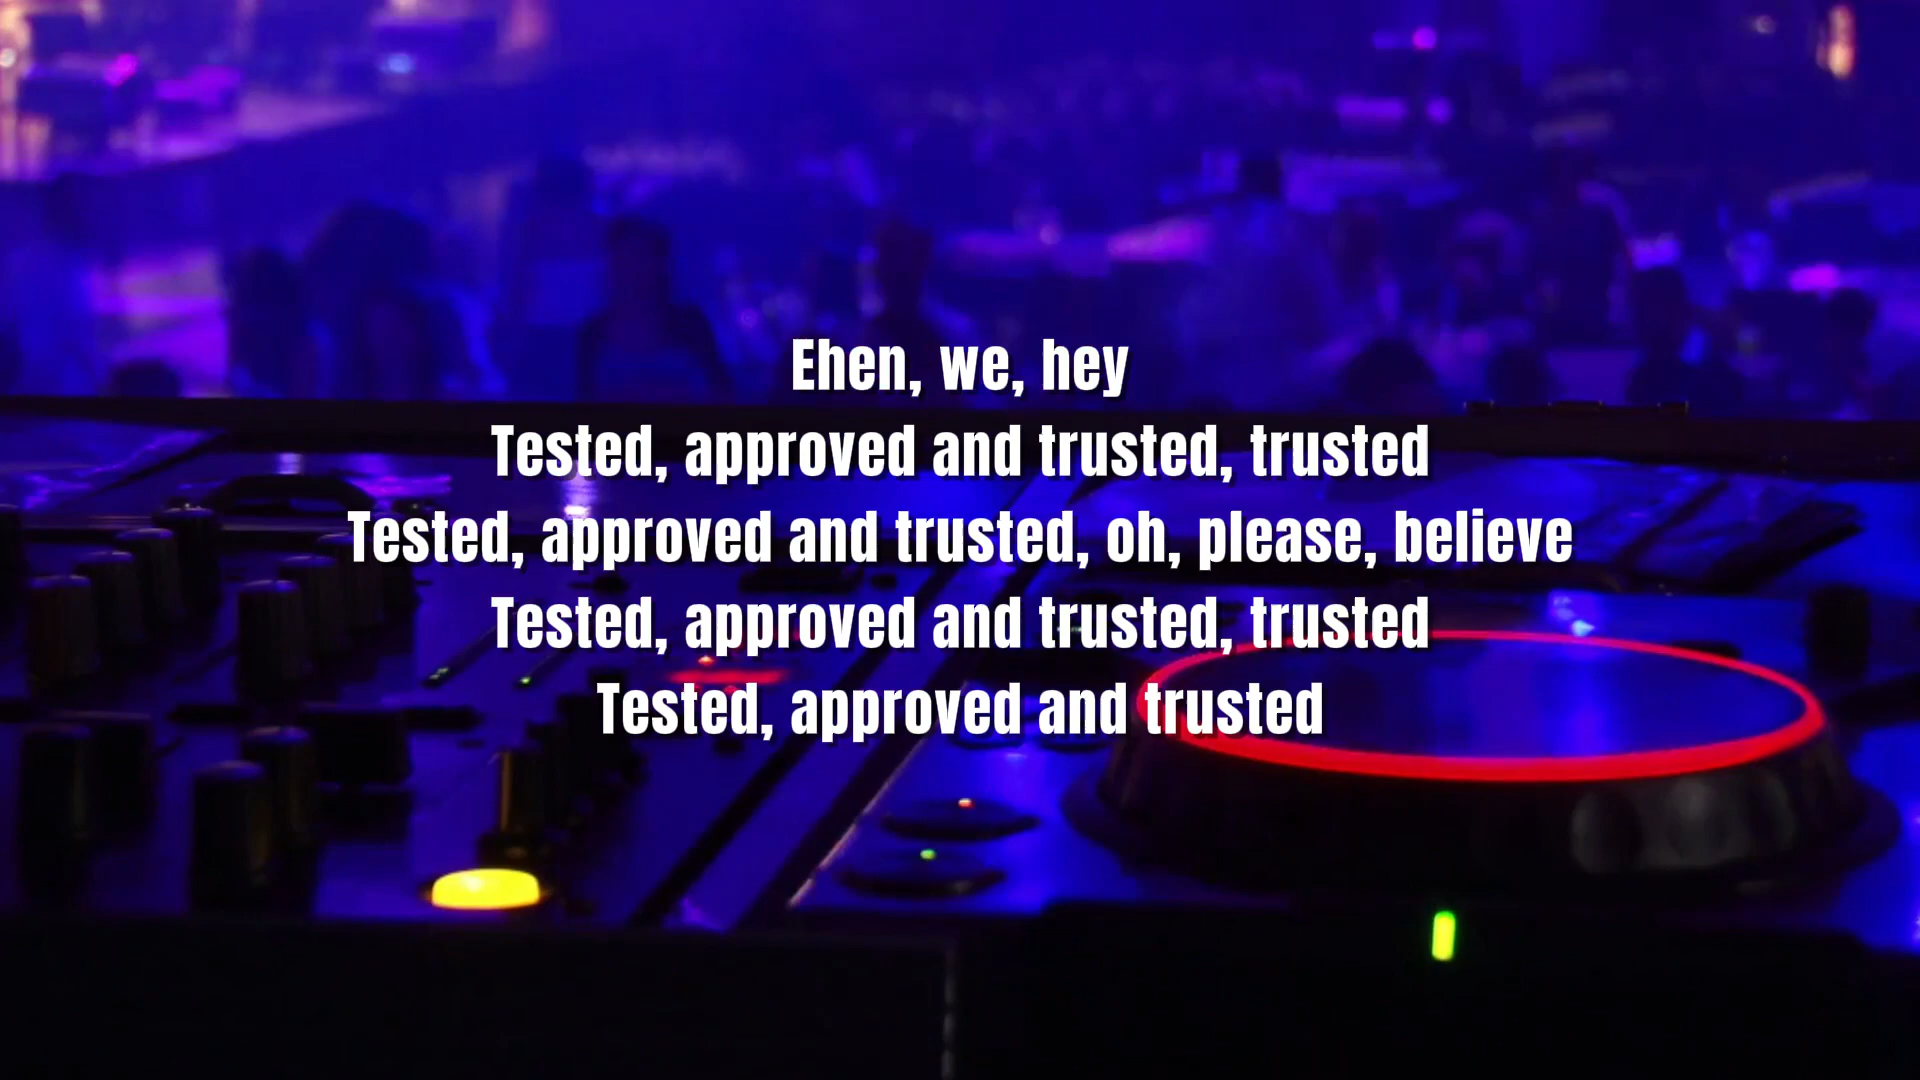 Ehen, we, hey
Tested, approved and trusted, trusted
Tested, approved and trusted, oh, please, believe
Tested, approved and trusted, trusted
Tested, approved and trusted